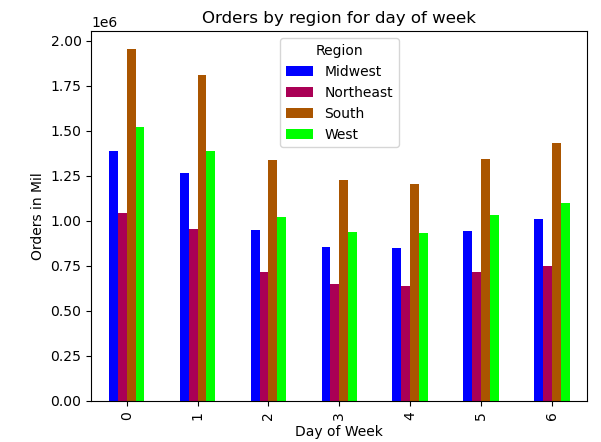 Orders by region for day of week
1e6
2.00
1.75
1.50
1.25
1.00
0.75
0.50
0.25
0.00
Orders in Mil
Region
Midwest
Northeast
South
West
0 1 2 3 4 5 6
Day of Week